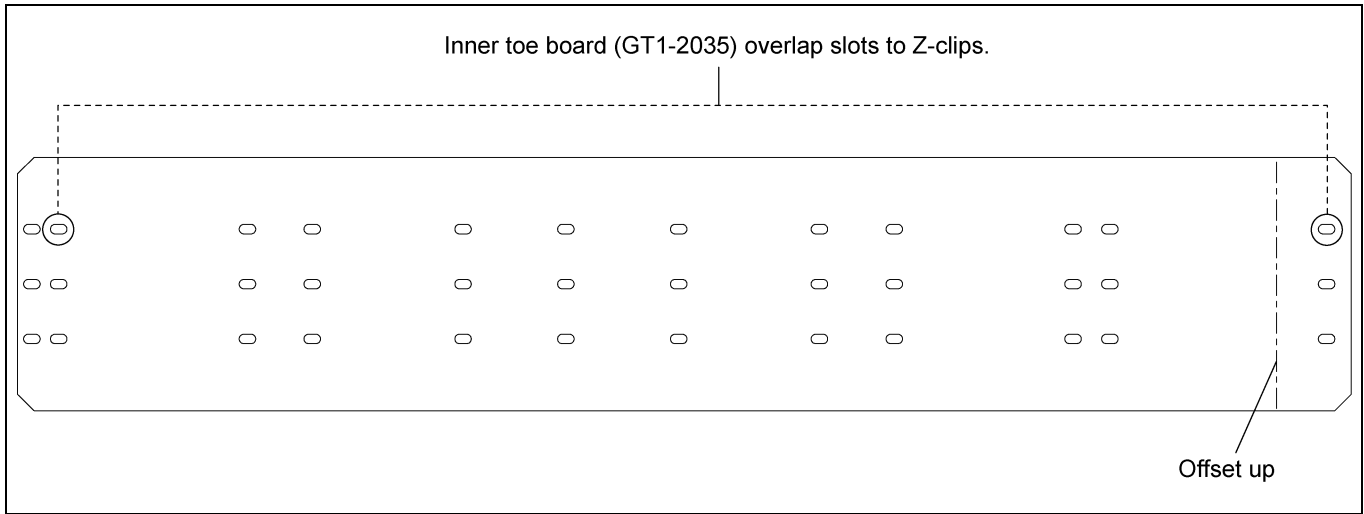 Inner toe board (GT1-2035) overlap slots to Z-clips.
Offset up